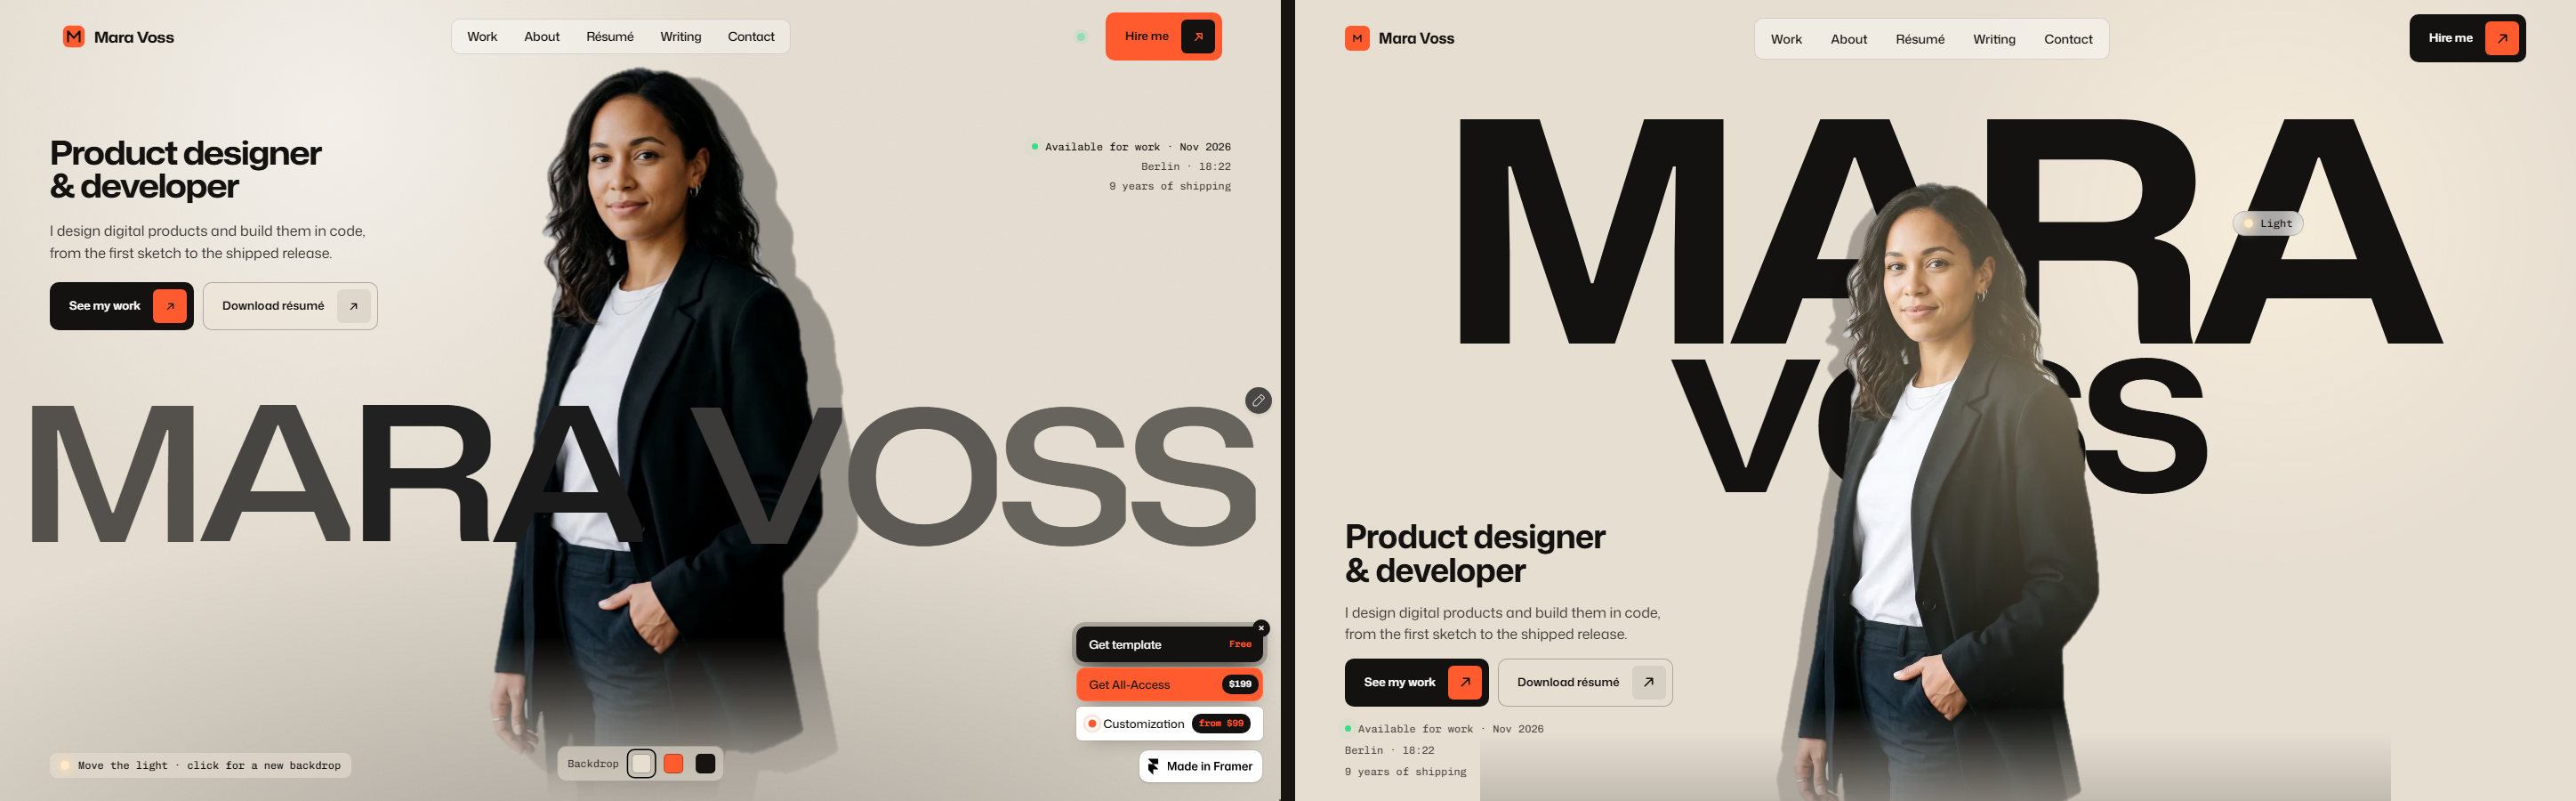 Mara Voss
Work About Résumé Writing Contact
Hire me
Product designer
& developer
I design digital products and build them in code,
from the first sketch to the shipped release.
See my work
Download résumé
Available for work · Nov 2026
Berlin · 18:22
9 years of shipping
MARA VOSS
Get template Free
Get All-Access $199
Customization from $99
Made in Framer
Move the light · click for a new backdrop
Backdrop
M Mara Voss
Work About Résumé Writing Contact
Hire me
MARA
VOSS
Light
Product designer
& developer
I design digital products and build them in code,
from the first sketch to the shipped release.
See my work
Download résumé
Available for work · Nov 2026
Berlin · 18:22
9 years of shipping